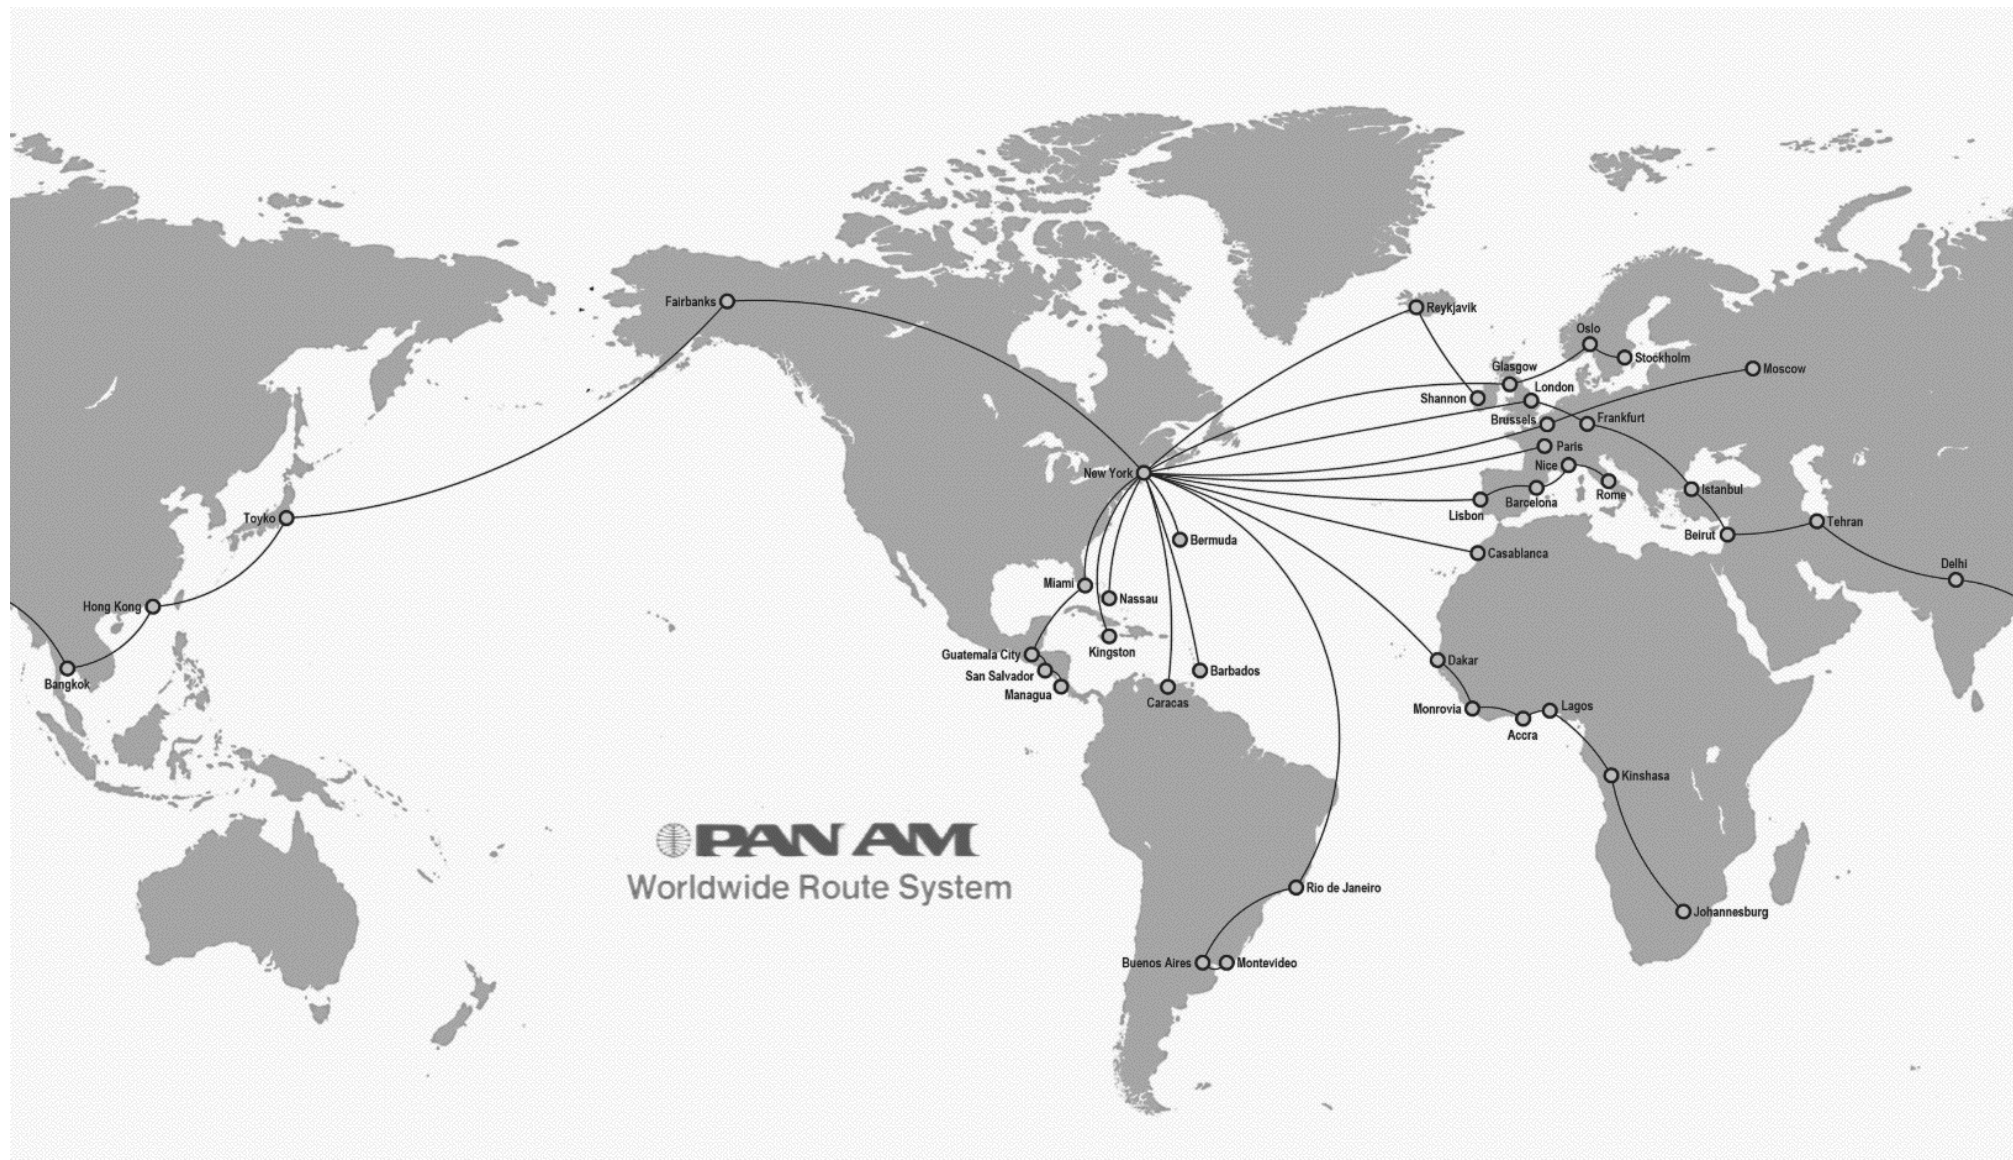 Fairbanks
Reykjavik
Oslo
Stockholm
Glasgow
Moscow
London
Shannon
Brussels
Frankfurt
Paris
New York
Nice
Rome
Istanbul
Barcelona
Lisbon
Toyko
Tehran
Beirut
Bermuda
Casablanca
Delhi
Miami
Nassau
Hong Kong
Kingston
Guatemala City
Dakar
San Salvador
Barbados
Bangkok
Managua
Caracas
Monrovia
Lagos
Accra
Kinshasa
PAN AM
Worldwide Route System
Rio de Janeiro
Johannesburg
Buenos Aires
Montevideo